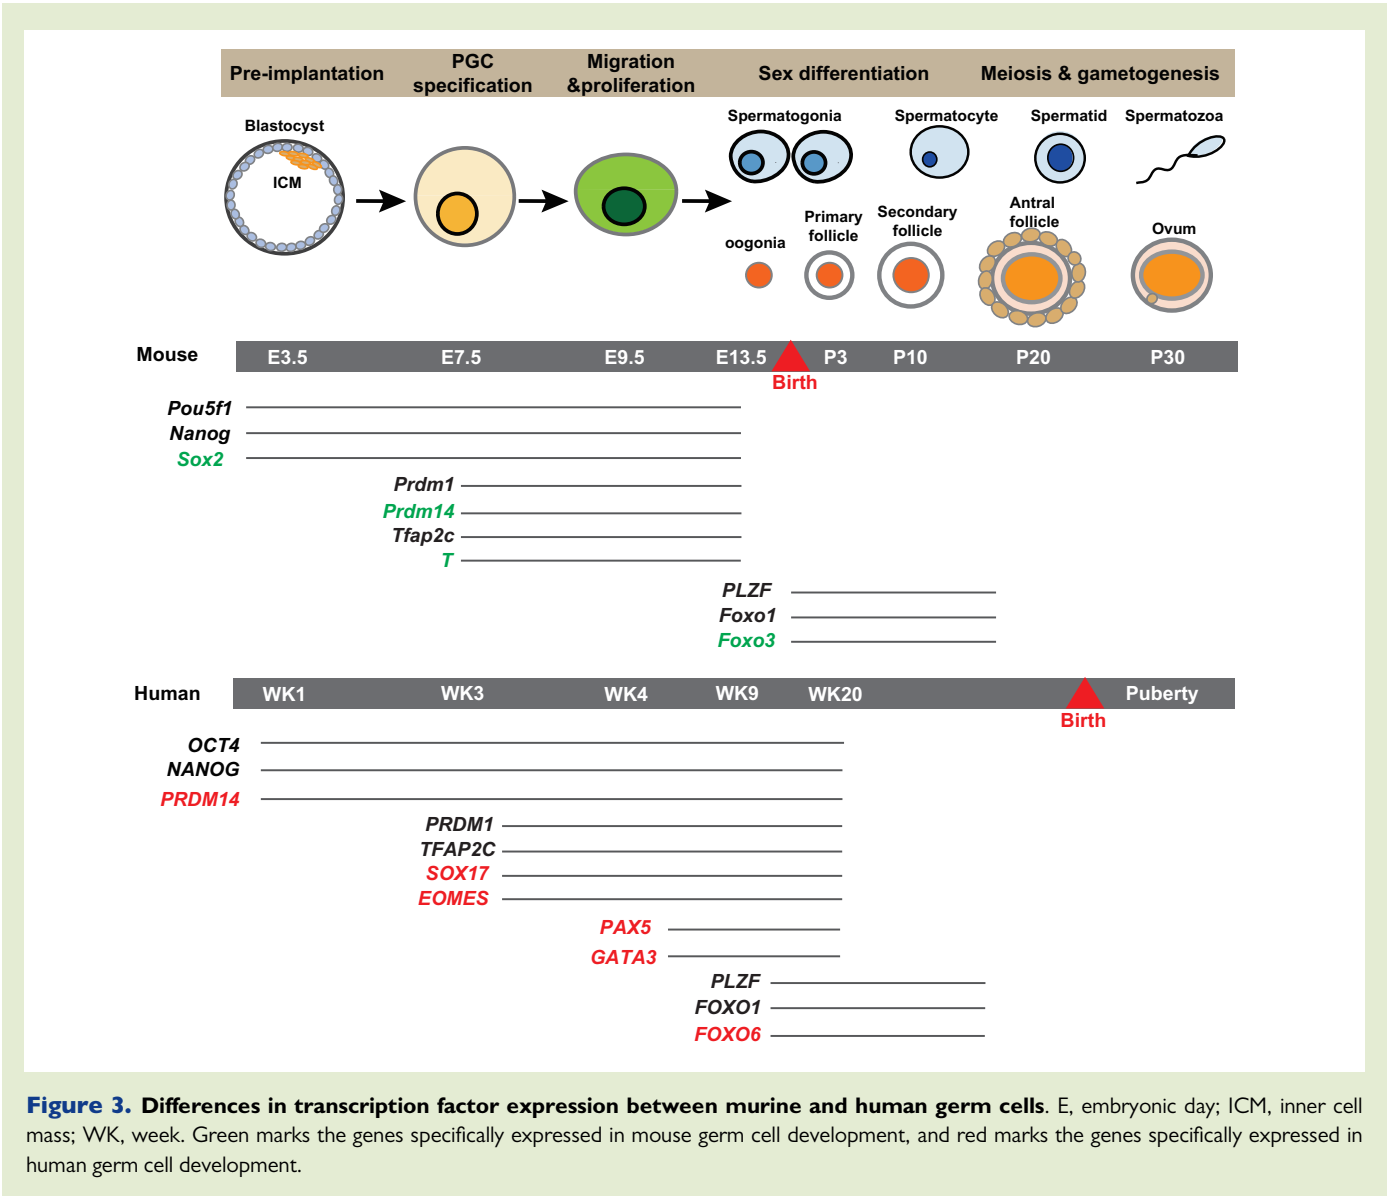 Pre-implantation
PGC
specification
Migration
&proliferation
Sex differentiation
Meiosis & gametogenesis
Blastocyst
ICM
Spermatogonia
Spermatocyte
Spermatid
Spermatozoa
oogonia
Primary
follicle
Secondary
follicle
Antral
follicle
Ovum
Mouse
E3.5
E7.5
E9.5
E13.5
P3
P10
P20
P30
Birth
Pou5f1
Nanog
Sox2
Prdm1
Prdm14
Tfap2c
T
PLZF
Foxo1
Foxo3
Human
WK1
WK3
WK4
WK9
WK20
Puberty
Birth
OCT4
NANOG
PRDM14
PRDM1
TFAP2C
SOX17
EOMES
PAX5
GATA3
PLZF
FOXO1
FOXO6
Figure 3. Differences in transcription factor expression between murine and human germ cells. E, embryonic day; ICM, inner cell
mass; WK, week. Green marks the genes specifically expressed in mouse germ cell development, and red marks the genes specifically expressed in
human germ cell development.